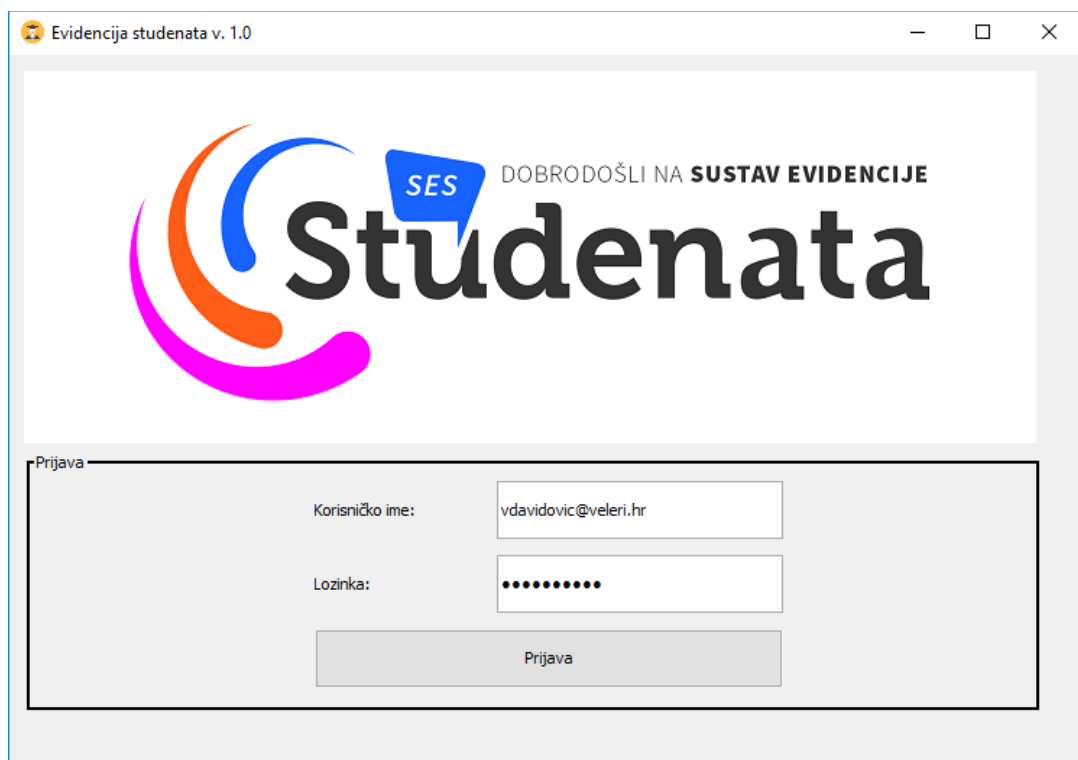 Evidencija studenata v. 1.0
SES
DOBRODOŠLI NA SUSTAV EVIDENCIJE
Studenata
Prijava
Korisničko ime:
vdavidovic@veleri.hr
Lozinka:
••••••••••
Prijava